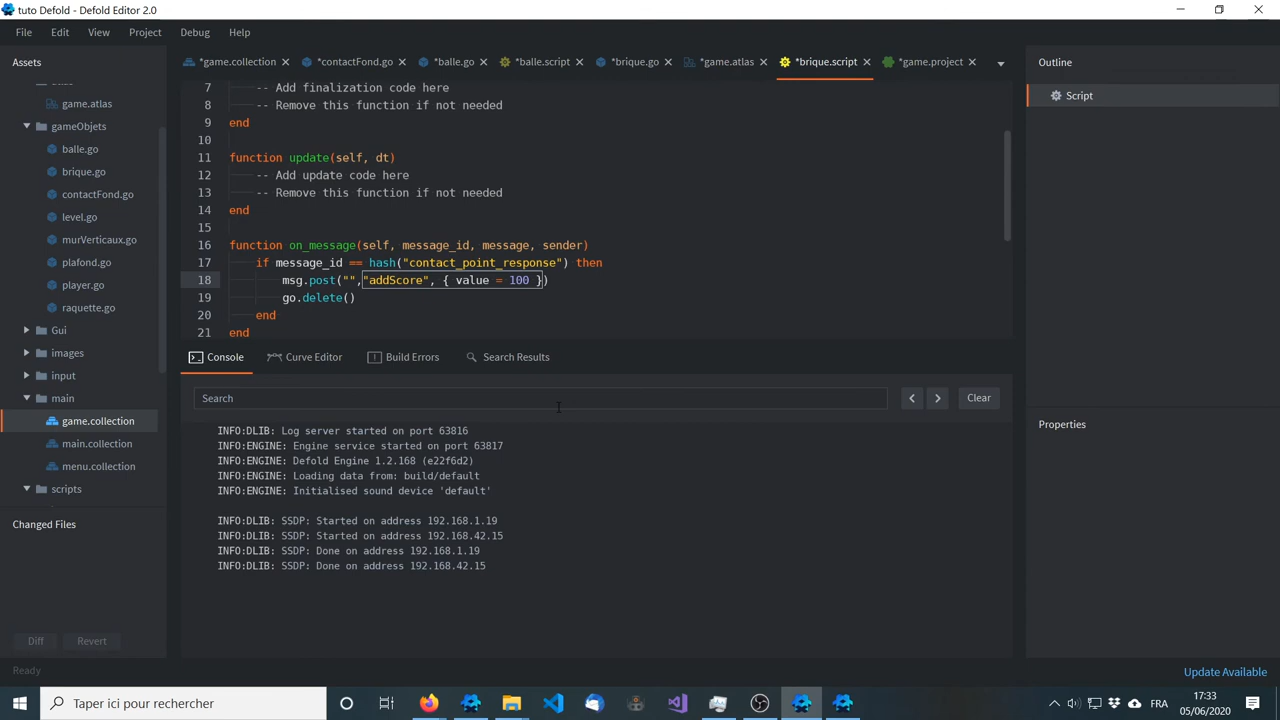 tuto Defold - Defold Editor 2.0
File Edit View Project Debug Help
Assets
game.atlas
gameObjets
balle.go
brique.go
contactFond.go
level.go
murVerticaux.go
plafond.go
player.go
raquette.go
Gui
images
input
main
game.collection
main.collection
menu.collection
scripts
Changed Files
Diff Revert
Ready
*game.collection *contactFond.go *balle.go *balle.script *brique.go *game.atlas *brique.script *game.project
7 -- Add finalization code here
8 -- Remove this function if not needed
9 end
10
11 function update(self, dt)
12 -- Add update code here
13 -- Remove this function if not needed
14 end
15
16 function on_message(self, message_id, message, sender)
17 if message_id == hash("contact_point_response") then
18 msg.post("","addScore", { value = 100 })
19 go.delete()
20 end
21 end
Console Curve Editor Build Errors Search Results
Search
Clear
INFO:DLIB: Log server started on port 63816
INFO:ENGINE: Engine service started on port 63817
INFO:ENGINE: Defold Engine 1.2.168 (e22f6d2)
INFO:ENGINE: Loading data from: build/default
INFO:ENGINE: Initialised sound device 'default'
INFO:DLIB: SSDP: Started on address 192.168.1.19
INFO:DLIB: SSDP: Started on address 192.168.42.15
INFO:DLIB: SSDP: Done on address 192.168.1.19
INFO:DLIB: SSDP: Done on address 192.168.42.15
Outline
Script
Properties
Update Available
Taper ici pour rechercher
FRA
17:33
05/06/2020